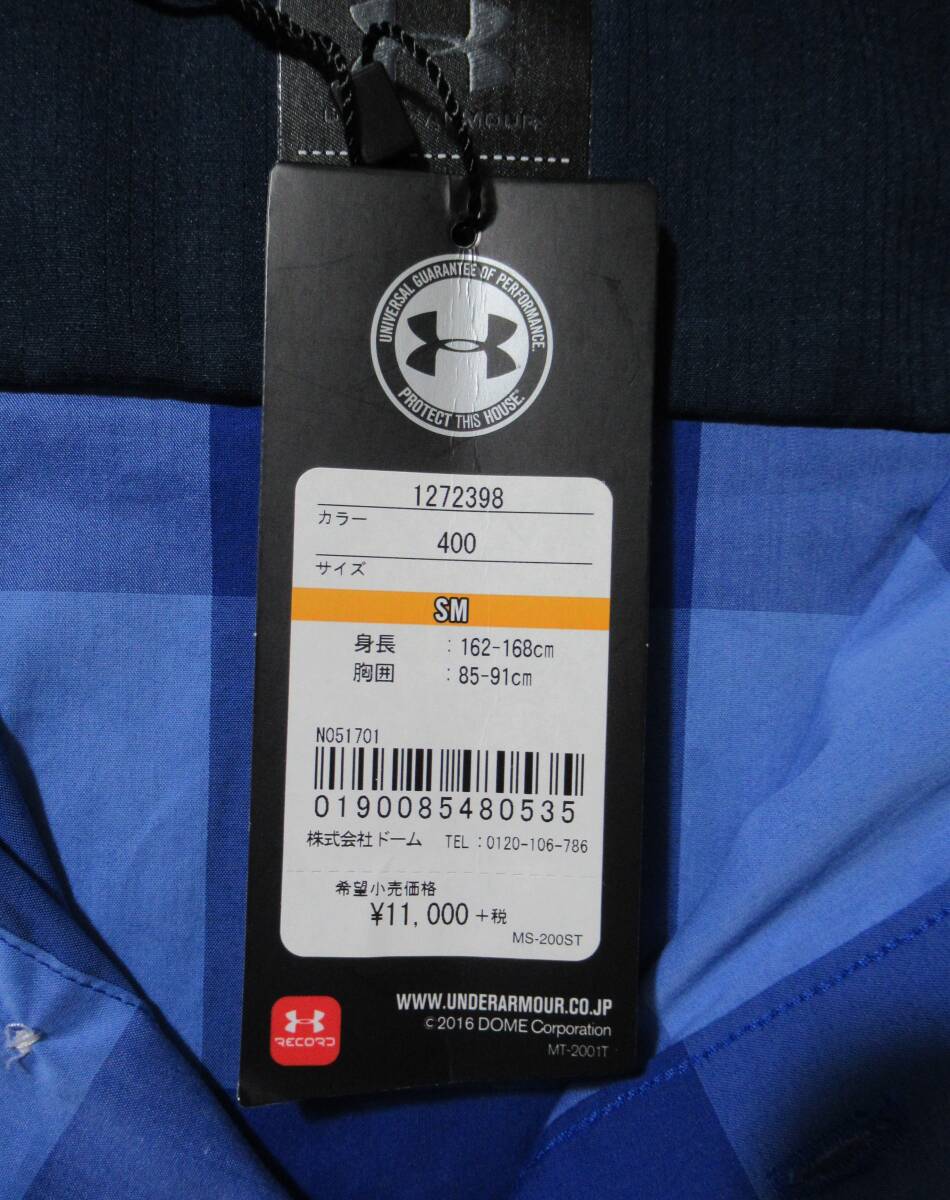 UNDER ARMOUR
UNIVERSAL GUARANTEE OF PERFORMANCE.
PROTECT THIS HOUSE.
1272398
カラー
400
サイズ
SM
身長 : 162-168cm
胸囲 : 85-91cm
N051701
0190085480535
株式会社ドーム TEL : 0120-106-786
希望小売価格
¥11,000 +税
MS-200ST
WWW.UNDERARMOUR.CO.JP
© 2016 DOME Corporation
MT-2001T
RECORD